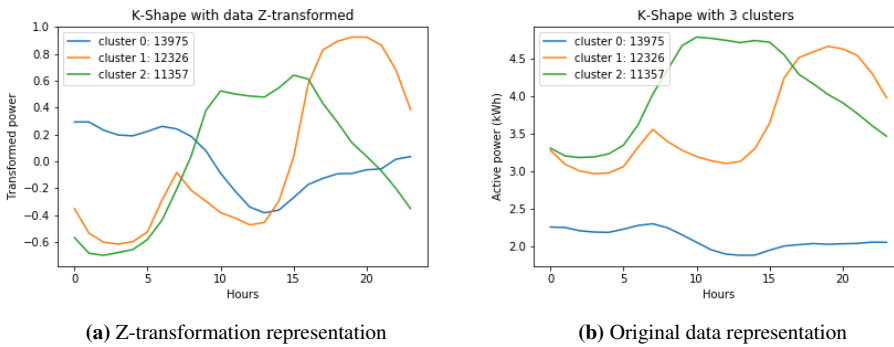 K-Shape with data Z-transformed
1.0
0.8
0.6
0.4
0.2
0.0
−0.2
−0.4
−0.6
Transformed power
cluster 0: 13975
cluster 1: 12326
cluster 2: 11357
0
5
10
15
20
Hours
(a) Z-transformation representation
K-Shape with 3 clusters
4.5
4.0
3.5
3.0
2.5
2.0
Active power (kWh)
cluster 0: 13975
cluster 1: 12326
cluster 2: 11357
0
5
10
15
20
Hours
(b) Original data representation